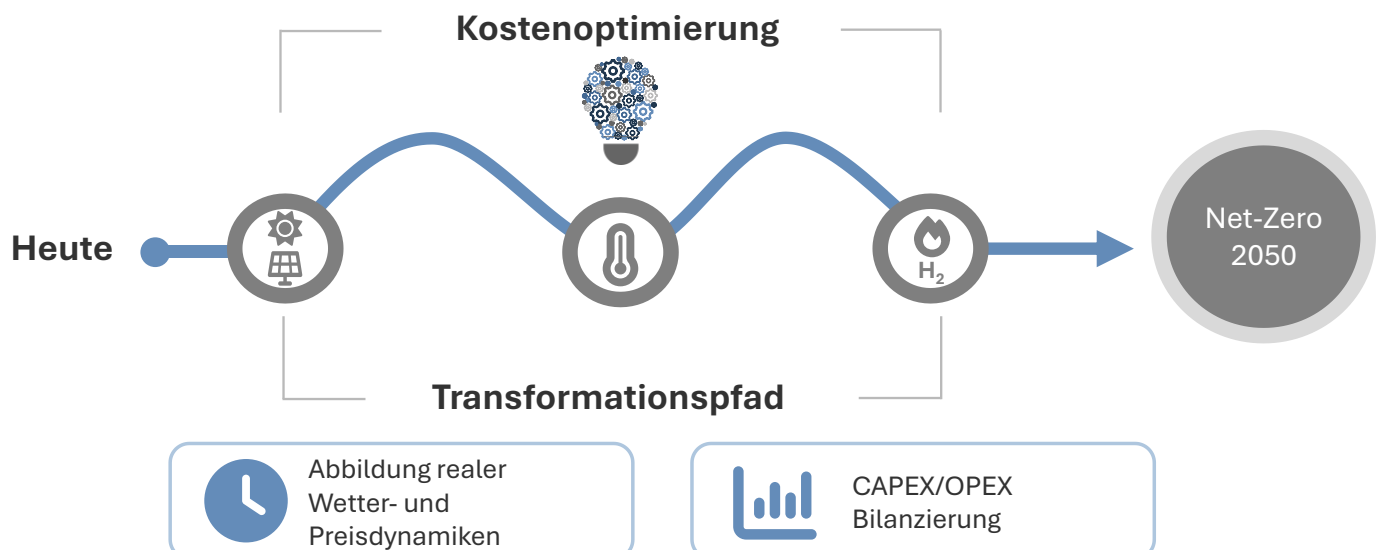 Kostenoptimierung
Heute
H₂
Net-Zero
2050
Transformationspfad
Abbildung realer
Wetter- und
Preisdynamiken
CAPEX/OPEX
Bilanzierung